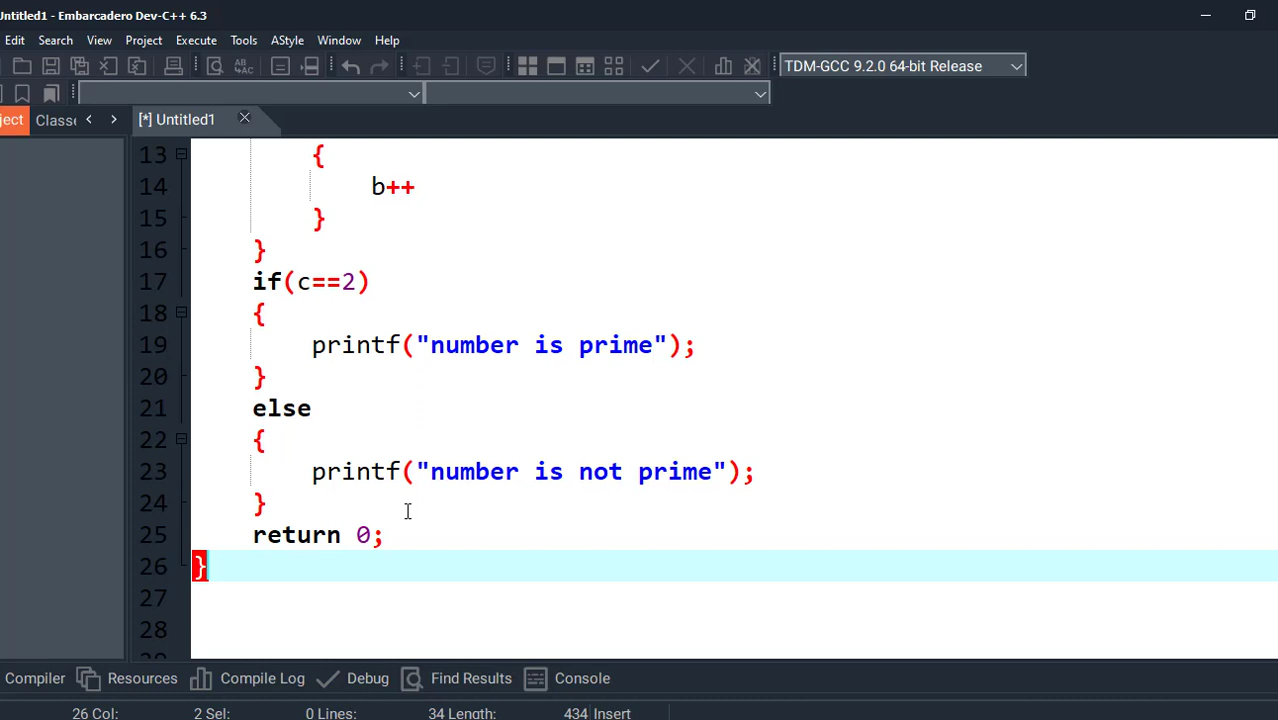 Untitled1 - Embarcadero Dev-C++ 6.3
Edit Search View Project Execute Tools AStyle Window Help
TDM-GCC 9.2.0 64-bit Release
ject Classe [*] Untitled1
13 {
14 b++
15 }
16 }
17 if(c==2)
18 {
19 printf("number is prime");
20 }
21 else
22 {
23 printf("number is not prime");
24 }
25 return 0;
26 }
27
28
Compiler Resources Compile Log Debug Find Results Console
26 Col: 2 Sel: 0 Lines: 34 Length: 434 Insert